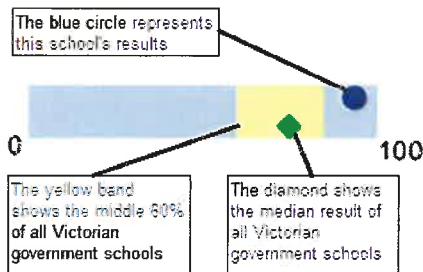 The blue circle represents
this school's results
0
100
The yellow band
shows the middle 60%
of all Victorian
government schools
The diamond shows
the median result of
all Victorian
government schools